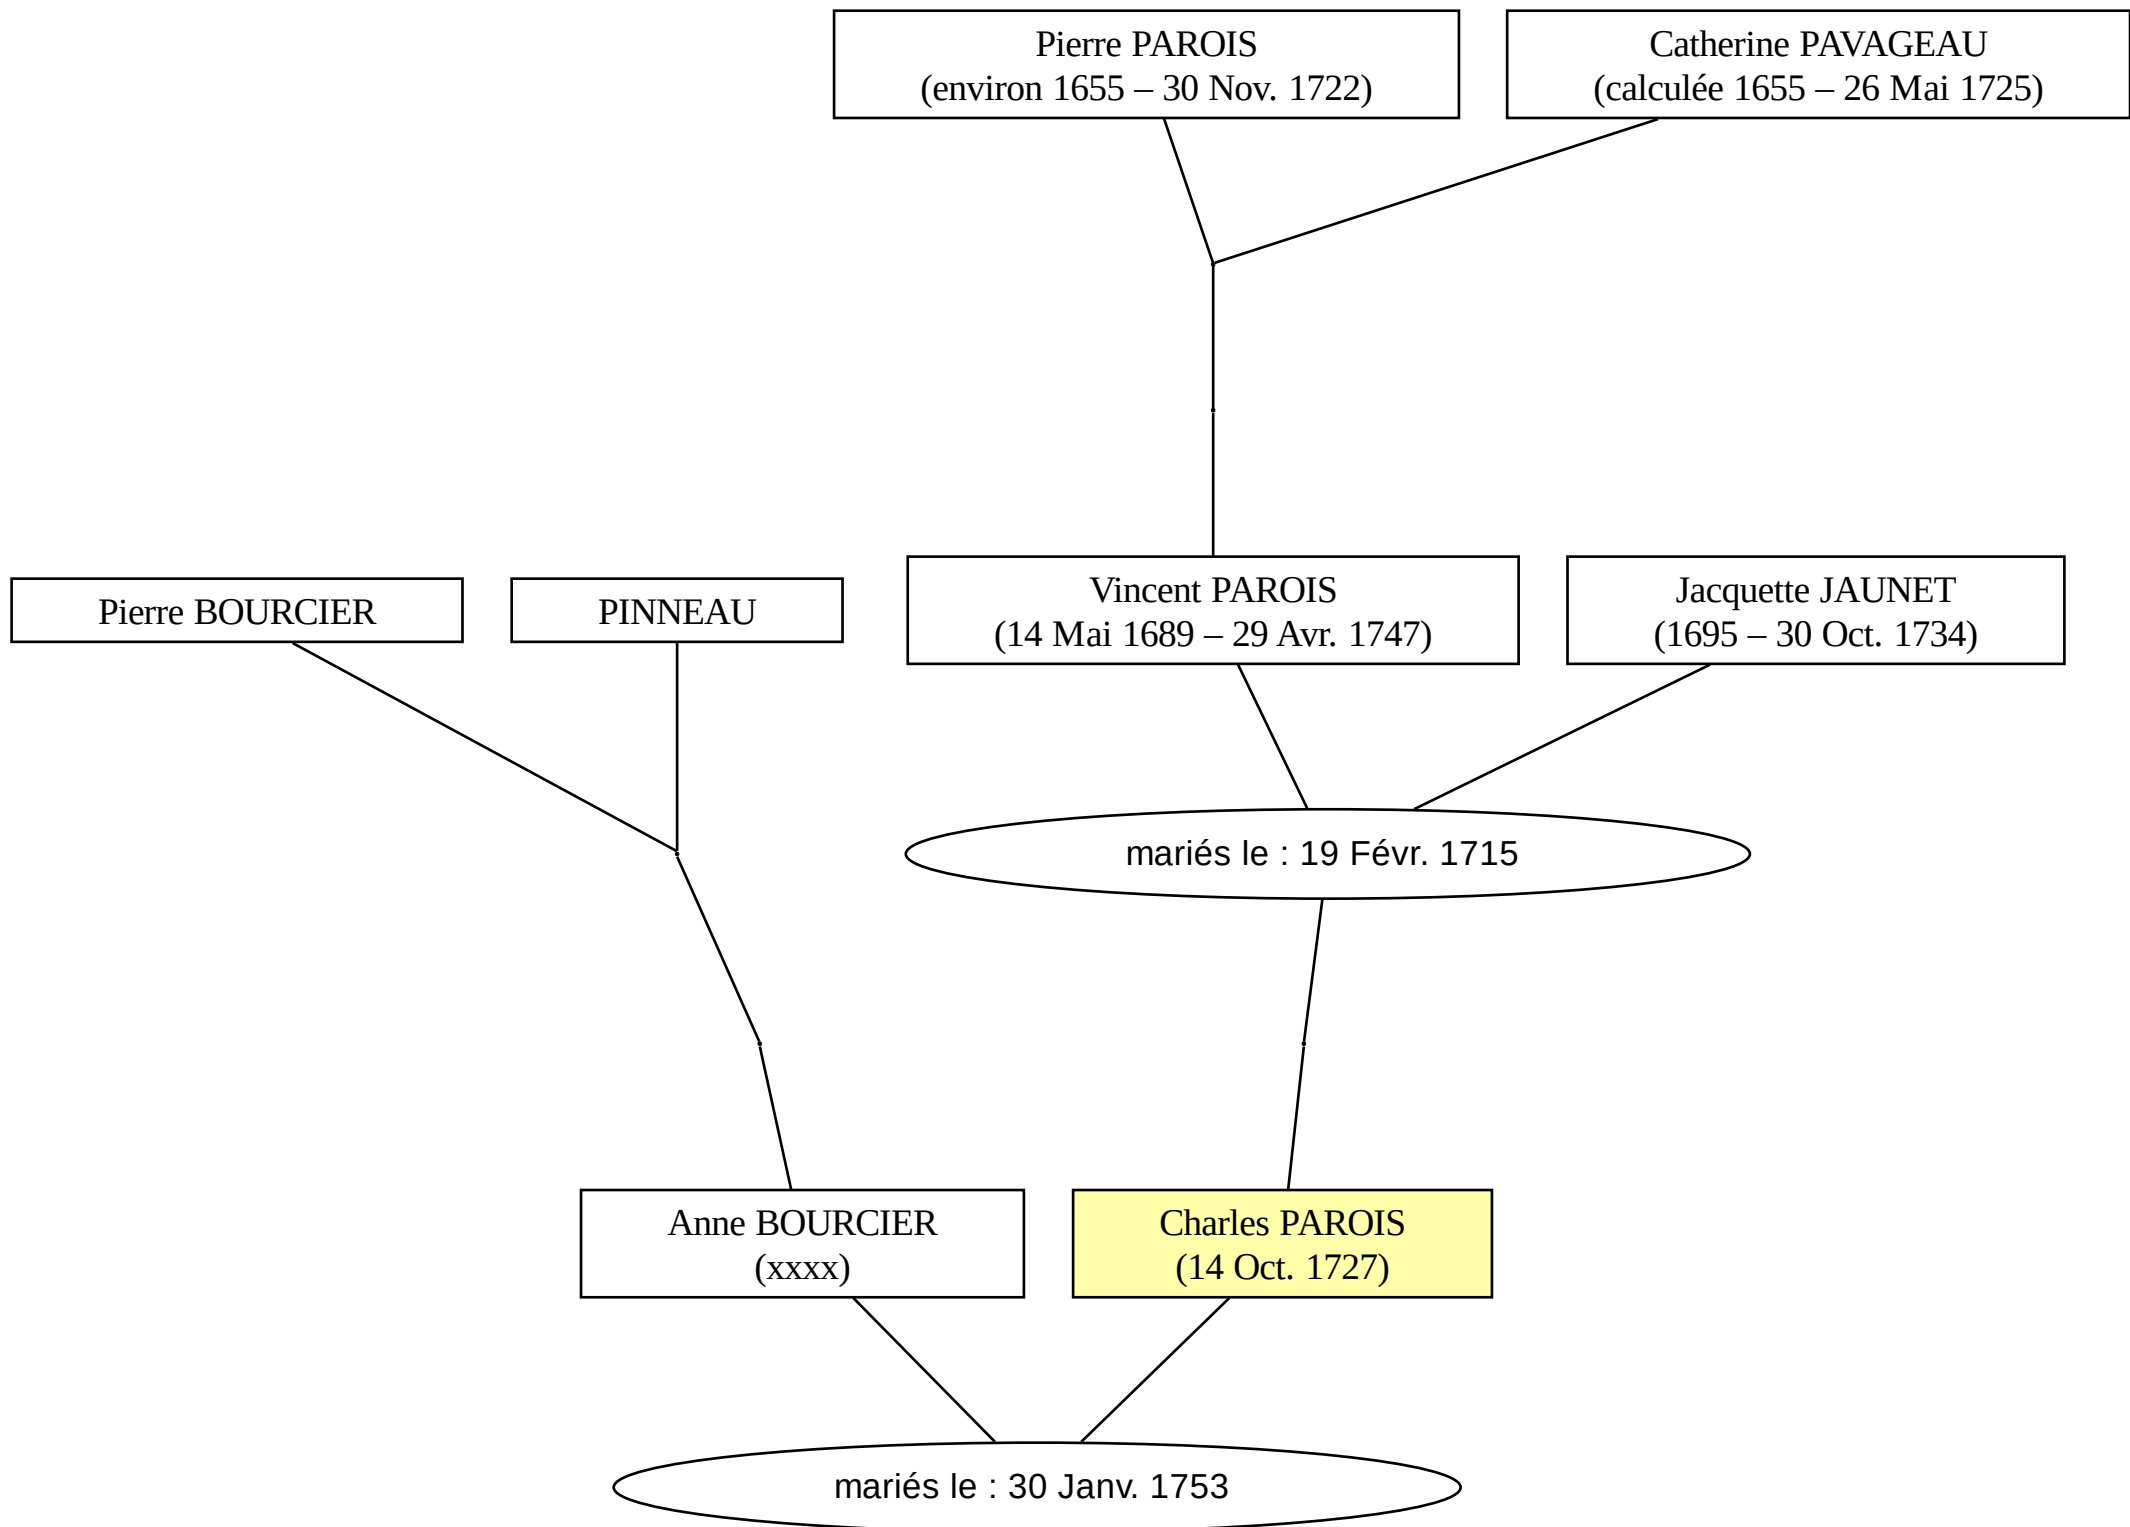 Pierre PAROIS
(environ 1655 – 30 Nov. 1722)
Catherine PAVAGEAU
(calculée 1655 – 26 Mai 1725)
Pierre BOURCIER
PINNEAU
Vincent PAROIS
(14 Mai 1689 – 29 Avr. 1747)
Jacquette JAUNET
(1695 – 30 Oct. 1734)
mariés le : 19 Févr. 1715
Anne BOURCIER
(xxxx)
Charles PAROIS
(14 Oct. 1727)
mariés le : 30 Janv. 1753